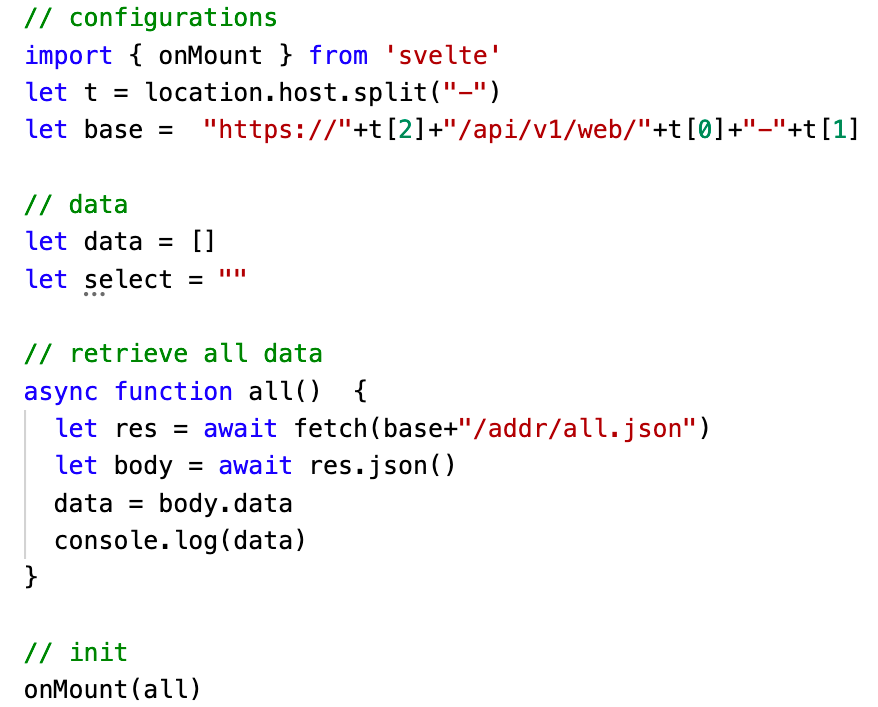 // configurations
import { onMount } from 'svelte'
let t = location.host.split("-")
let base =  "https://"+t[2]+"/api/v1/web/"+t[0]+"-"+t[1]
// data
let data = []
let select = ""
// retrieve all data
async function all()  {
  let res = await fetch(base+"/addr/all.json")
  let body = await res.json()
  data = body.data
  console.log(data)
}
// init
onMount(all)